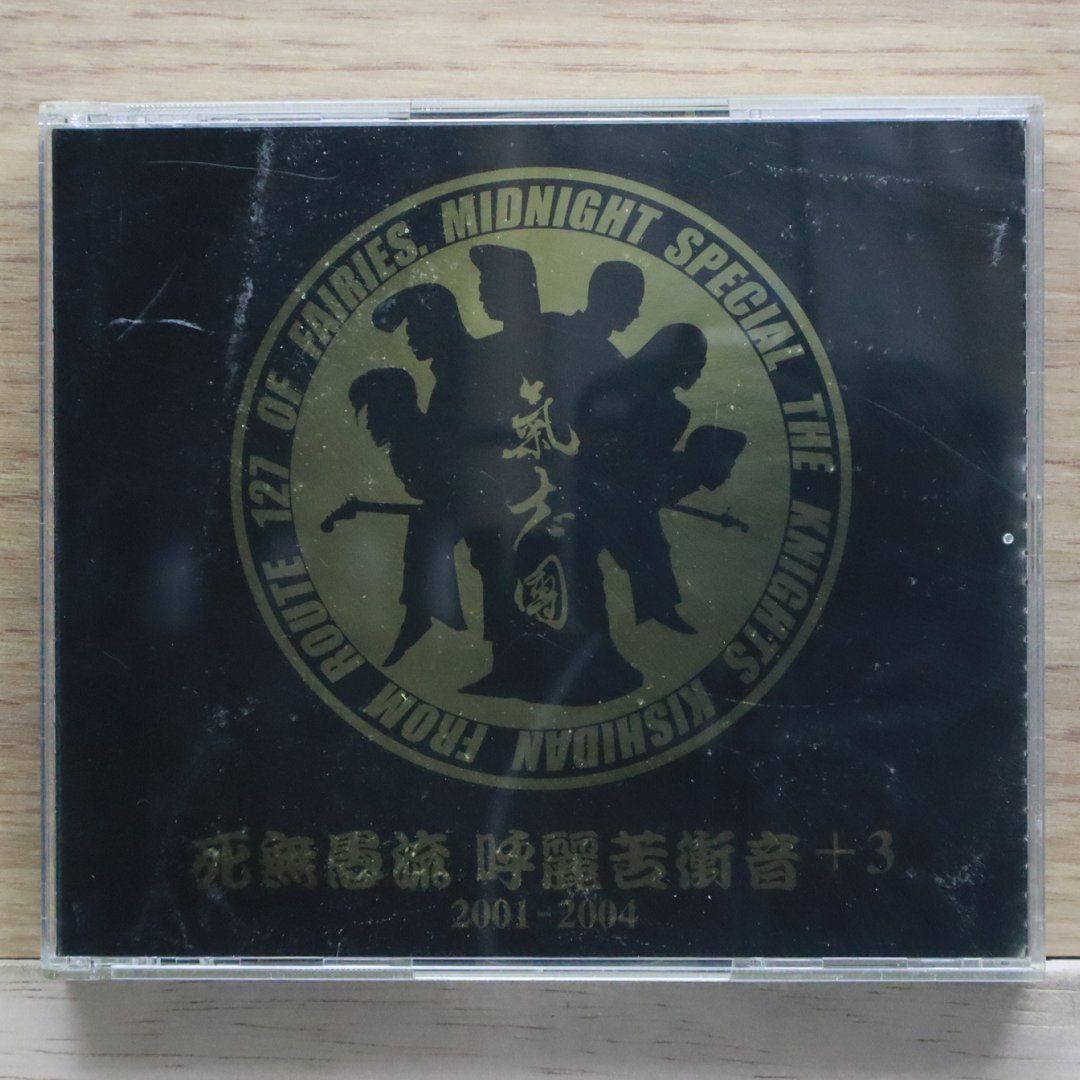 FROM ROUTE 127 OF FAIRIES. MIDNIGHT SPECIAL THE KNIGHTS KISHIDAN
氣志團
死無愚流 呼麗苦衝音+3
2001-2004